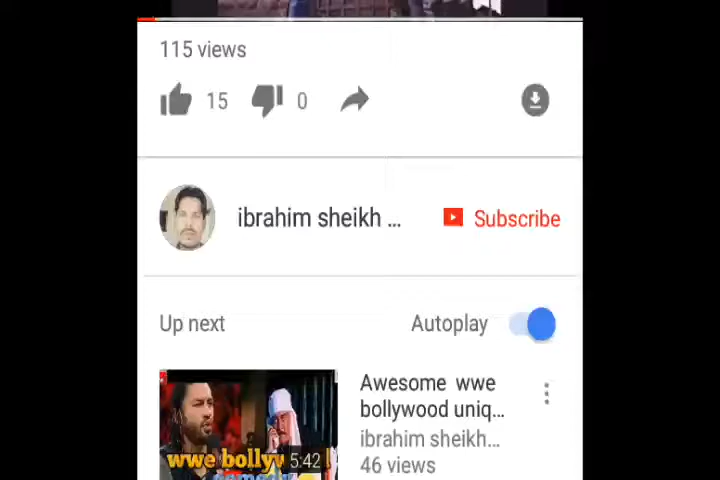 115 views
15 0
ibrahim sheikh ... Subscribe
Up next Autoplay
Awesome wwe
bollywood uniq...
ibrahim sheikh...
46 views
wwe bollyw
5:42
comedy